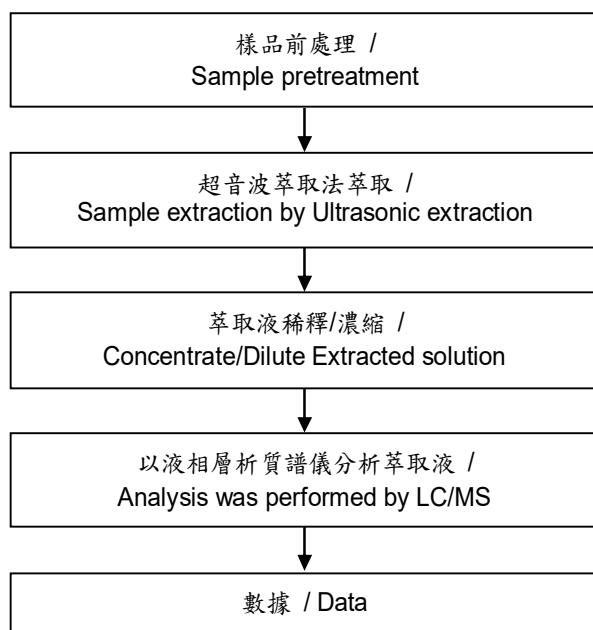 樣品前處理 /
Sample pretreatment
超音波萃取法萃取 /
Sample extraction by Ultrasonic extraction
萃取液稀釋/濃縮 /
Concentrate/Dilute Extracted solution
以液相層析質譜儀分析萃取液 /
Analysis was performed by LC/MS
數據 / Data